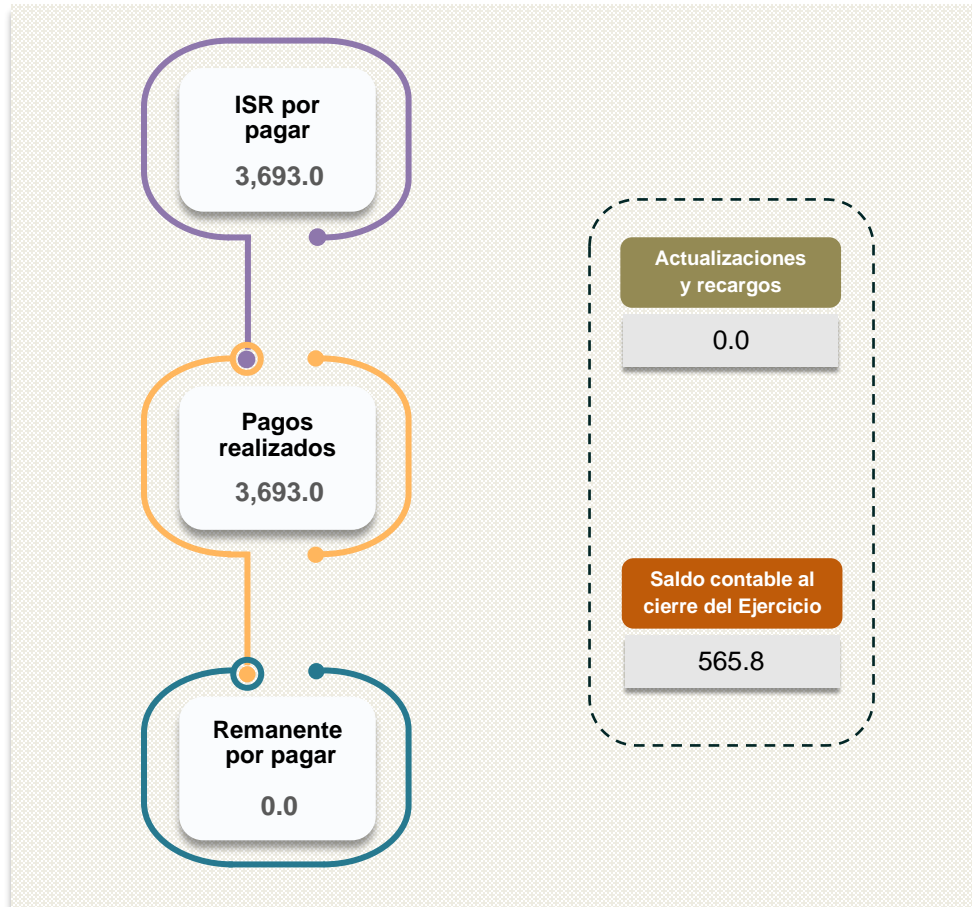 ISR por
pagar
3,693.0
Pagos
realizados
3,693.0
Remanente
por pagar
0.0
Actualizaciones
y recargos
0.0
Saldo contable al
cierre del Ejercicio
565.8